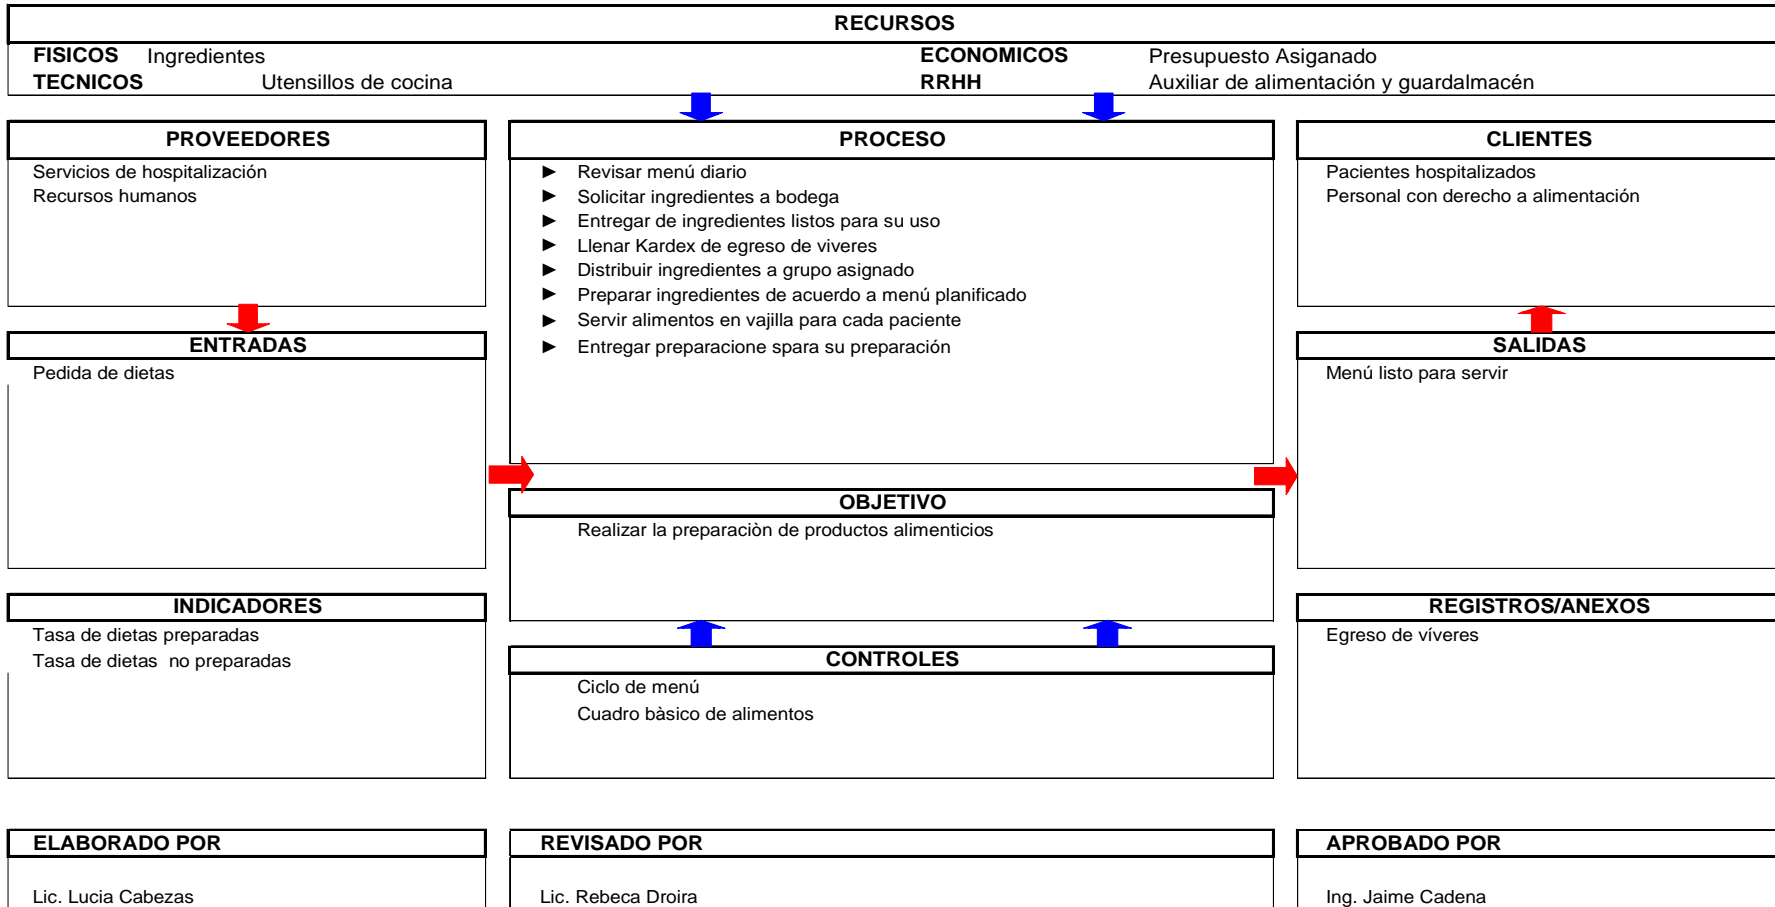 RECURSOS
FISICOS Ingredientes ECONOMICOS Presupuesto Asiganado
TECNICOS Utensillos de cocina RRHH Auxiliar de alimentación y guardalmacén
PROVEEDORES
Servicios de hospitalización
Recursos humanos
ENTRADAS
Pedida de dietas
INDICADORES
Tasa de dietas preparadas
Tasa de dietas no preparadas
PROCESO
► Revisar menú diario
► Solicitar ingredientes a bodega
► Entregar de ingredientes listos para su uso
► Llenar Kardex de egreso de viveres
► Distribuir ingredientes a grupo asignado
► Preparar ingredientes de acuerdo a menú planificado
► Servir alimentos en vajilla para cada paciente
► Entregar preparacione spara su preparación
OBJETIVO
Realizar la preparaciòn de productos alimenticios
CONTROLES
Ciclo de menú
Cuadro bàsico de alimentos
CLIENTES
Pacientes hospitalizados
Personal con derecho a alimentación
SALIDAS
Menú listo para servir
REGISTROS/ANEXOS
Egreso de víveres
ELABORADO POR
Lic. Lucia Cabezas
REVISADO POR
Lic. Rebeca Droira
APROBADO POR
Ing. Jaime Cadena